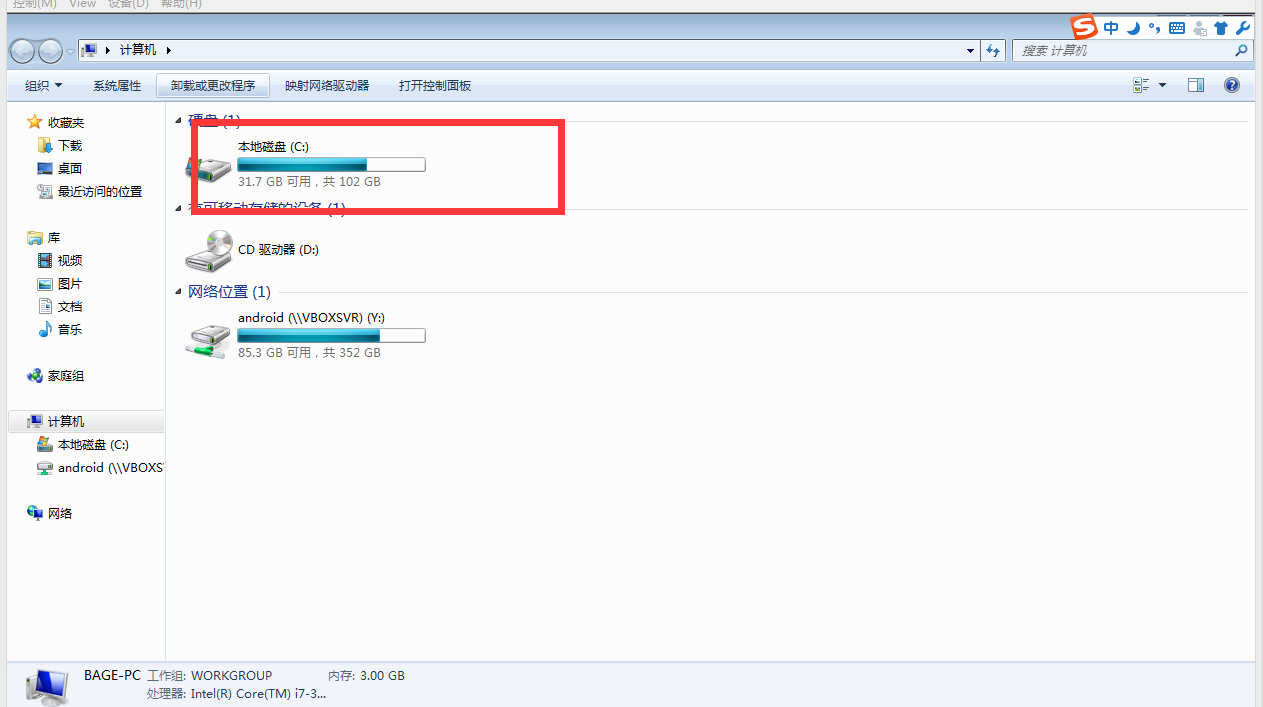 控制(M) View 设备(D) 帮助(H)
中
计算机
搜索 计算机
组织 系统属性 卸载或更改程序 映射网络驱动器 打开控制面板
收藏夹
下载
桌面
最近访问的位置
库
视频
图片
文档
音乐
家庭组
计算机
本地磁盘 (C:)
android (\\VBOXS
网络
硬盘 (1)
本地磁盘 (C:)
31.7 GB 可用，共 102 GB
有可移动存储的设备 (1)
CD 驱动器 (D:)
网络位置 (1)
android (\\VBOXSVR) (Y:)
85.3 GB 可用，共 352 GB
BAGE-PC 工作组: WORKGROUP 内存: 3.00 GB
处理器: Intel(R) Core(TM) i7-3...